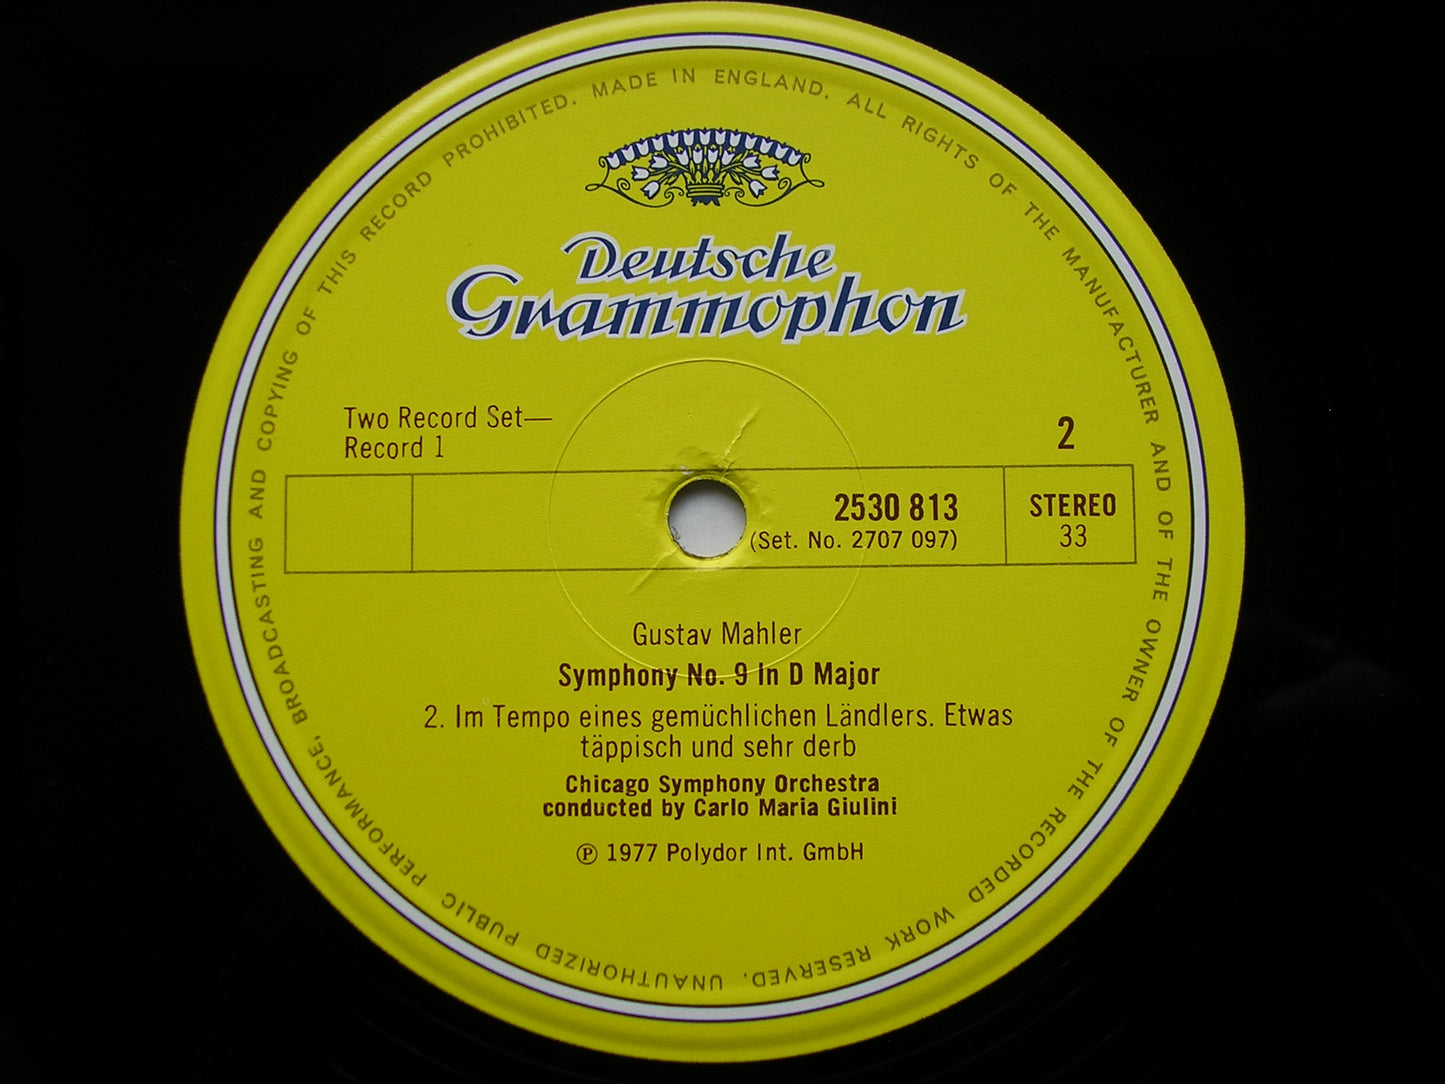 MADE IN ENGLAND. ALL RIGHTS OF THE MANUFACTURER AND OF THE OWNER OF THE RECORDED WORK RESERVED. UNAUTHORIZED PUBLIC PERFORMANCE, BROADCASTING AND COPYING OF THIS RECORD PROHIBITED.
Deutsche
Grammophon
Two Record Set—
Record 1
2
2530 813
(Set. No. 2707 097)
STEREO
33
Gustav Mahler
Symphony No. 9 In D Major
2. Im Tempo eines gemüchlichen Ländlers. Etwas
täppisch und sehr derb
Chicago Symphony Orchestra
conducted by Carlo Maria Giulini
℗ 1977 Polydor Int. GmbH